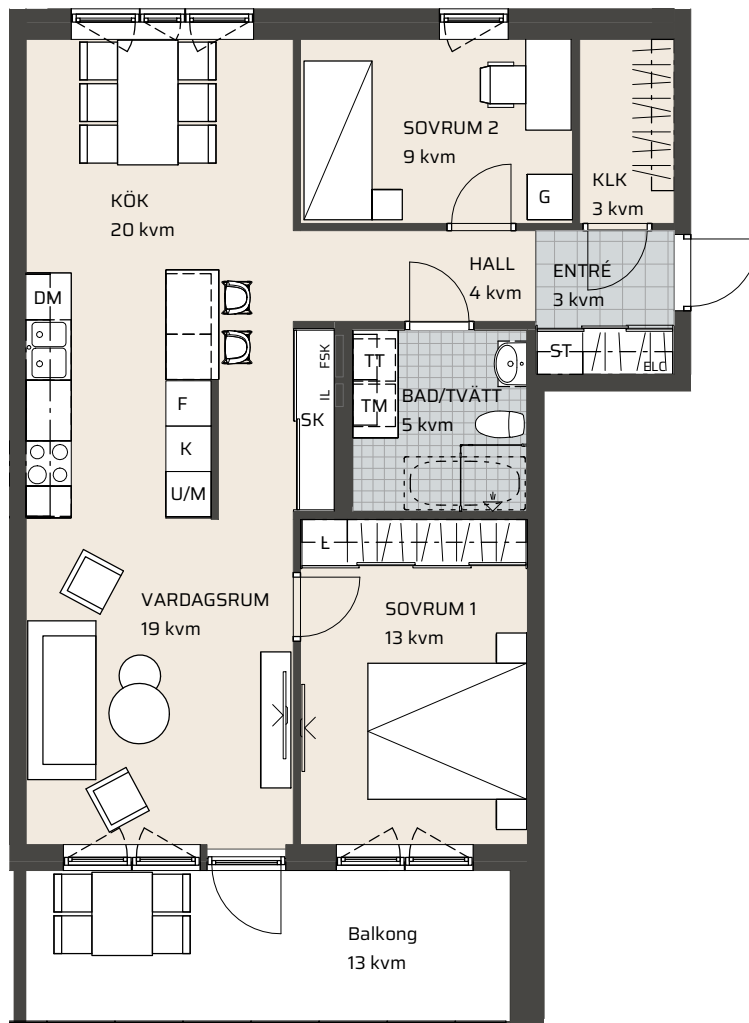 SOVRUM 2
9 kvm
KÖK
20 kvm
KLK
3 kvm
G
HALL
4 kvm
ENTRÉ
3 kvm
DM
ST
ELC
FSK
IL
TT
TM
BAD/TVÄTT
5 kvm
F
K
U/M
SK
L
VARDAGSRUM
19 kvm
SOVRUM 1
13 kvm
Balkong
13 kvm